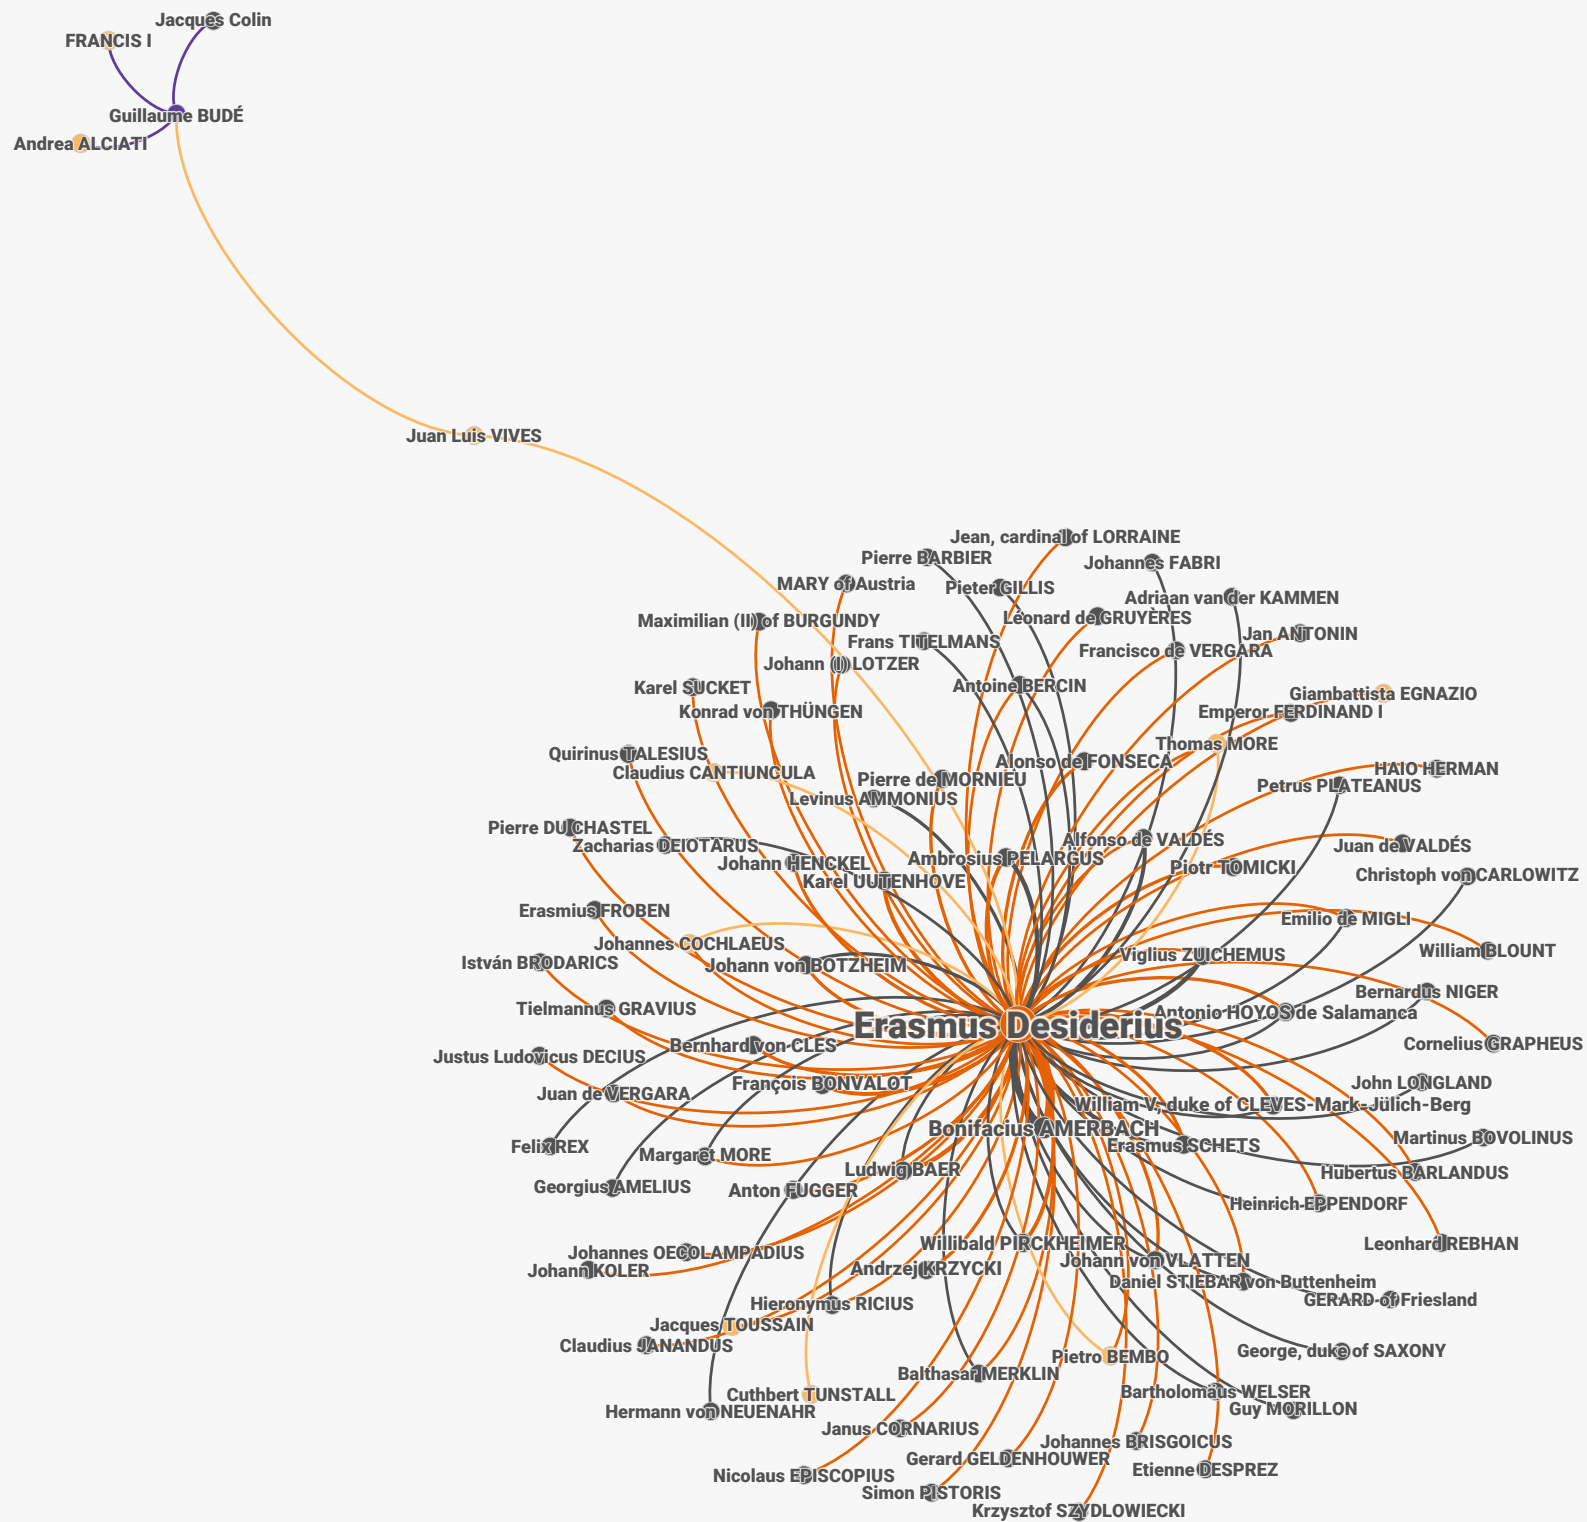 Jacques Colin
FRANCIS I
Guillaume BUDÉ
Andrea ALCIATI
Juan Luis VIVES
Jean, cardinal of LORRAINE
Pierre BARBIER
Johannes FABRI
MARY of Austria
Pieter GILLIS
Adriaan van der KAMMEN
Maximilian (II) of BURGUNDY
Léonard de GRUYÈRES
Frans TITELMANS
Jan ANTONIN
Francisco de VERGARA
Johann (I) LOTZER
Karel SUCKET
Antoine BERCIN
Giambattista EGNAZIO
Konrad von THÜNGEN
Emperor FERDINAND I
Thomas MORE
Quirinus TALESIUS
Alonso de FONSECA
Claudius CANTIUNCULA
HAIO HERMAN
Pierre de MORNIEU
Petrus PLATEANUS
Levinus AMMONIUS
Pierre DUCHASTEL
Alfonso de VALDÉS
Zacharias DEIOTARUS
Juan de VALDÉS
Ambrosius PELARGUS
Johann HENCKEL
Piotr TOMICKI
Christoph von CARLOWITZ
Karel UUTENHOVE
Erasmius FROBEN
Emilio de MIGLI
Johannes COCHLAEUS
William BLOUNT
Viglius ZUICHEMUS
István BRODARICS
Johann von BOTZHEIM
Bernardus NIGER
Tielmannus GRAVIUS
Antonio HOYOS de Salamanca
Erasmus Desiderius
Bernhard von CLES
Cornelius GRAPHEUS
Justus Ludovicus DECIUS
François BONVALOT
John LONGLAND
Juan de VERGARA
William V, duke of CLEVES-Mark-Jülich-Berg
Bonifacius AMERBACH
Martinus BOVOLINUS
Felix REX
Erasmus SCHETS
Margaret MORE
Ludwig BAER
Hubertus BARLANDUS
Georgius AMELIUS
Anton FUGGER
Heinrich EPPENDORF
Willibald PIRCKHEIMER
Leonhard REBHAN
Johannes OECOLAMPADIUS
Johann von VLATTEN
Johann KOLER
Andrzej KRZYCKI
Daniel STIEBAR von Buttenheim
GERARD of Friesland
Hieronymus RICIUS
Jacques TOUSSAIN
Claudius JANANDUS
George, duke of SAXONY
Pietro BEMBO
Balthasar MERKLIN
Bartholomäus WELSER
Cuthbert TUNSTALL
Guy MORILLON
Hermann von NEUENAHR
Janus CORNARIUS
Johannes BRISGOICUS
Gerard GELDENHOUWER
Etienne DESPREZ
Nicolaus EPISCOPIUS
Simon PISTORIS
Krzysztof SZYDLOWIECKI